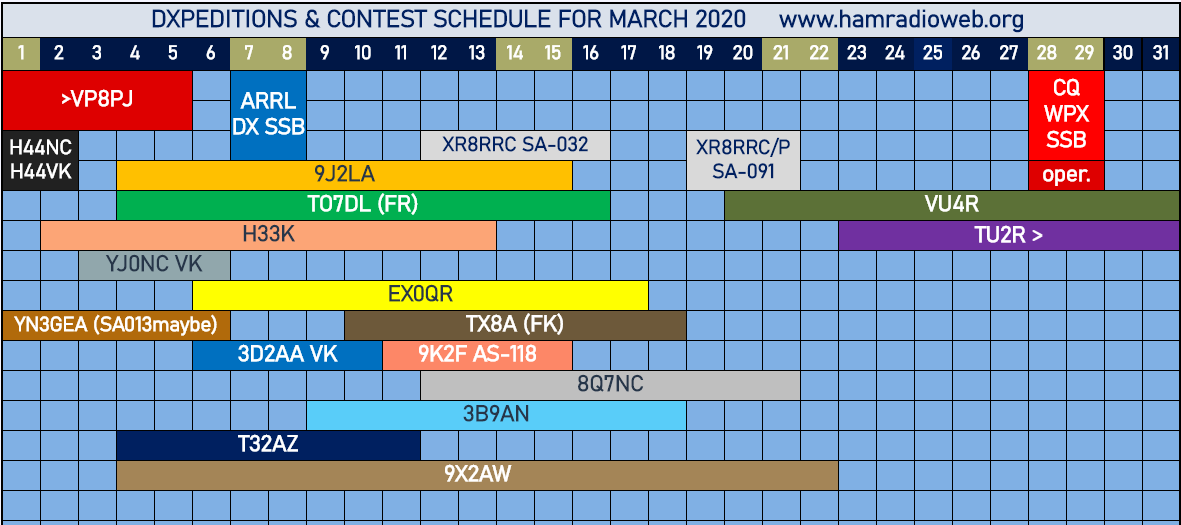 DXPEDITIONS & CONTEST SCHEDULE FOR MARCH 2020 www.hamradioweb.org
1 2 3 4 5 6 7 8 9 10 11 12 13 14 15 16 17 18 19 20 21 22 23 24 25 26 27 28 29 30 31
>VP8PJ
ARRL
DX SSB
CQ
WPX
SSB
H44NC
H44VK
XR8RRC SA-032
XR8RRC/P
SA-091
9J2LA
oper.
TO7DL (FR)
VU4R
H33K
TU2R >
YJ0NC VK
EX0QR
YN3GEA (SA013maybe)
TX8A (FK)
3D2AA VK
9K2F AS-118
8Q7NC
3B9AN
T32AZ
9X2AW